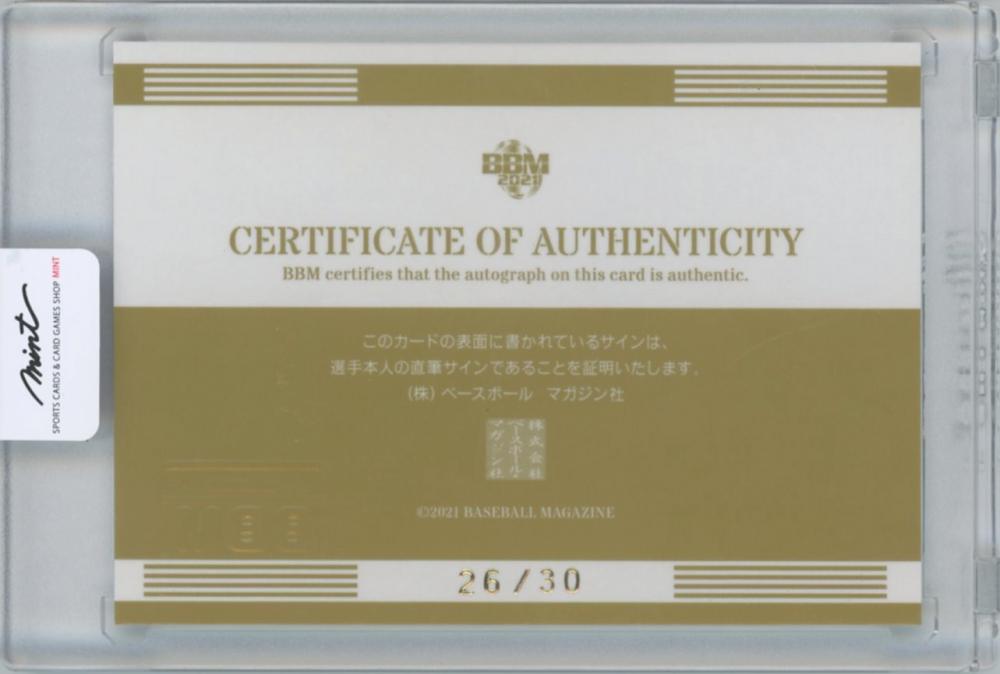 BBM
2021
CERTIFICATE OF AUTHENTICITY
BBM certifies that the autograph on this card is authentic.
このカードの表面に書かれているサインは、
選手本人の直筆サインであることを証明いたします。
(株) ベースボール マガジン社
株式会社
ベースボール・
マガジン社
©2021 BASEBALL MAGAZINE
26/30
mint
SPORTS CARDS & CARD GAMES SHOP MINT